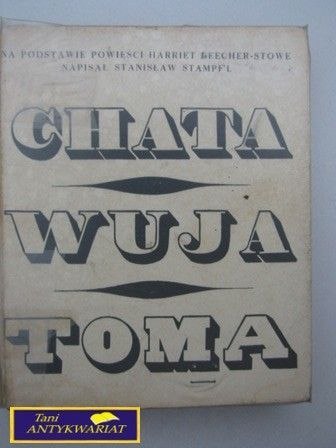 NA PODSTAWIE POWIEŚCI HARRIET BEECHER-STOWE
NAPISAŁ STANISŁAW STAMPF'L
CHATA
WUJA
TOMA
Tani
ANTYKWARIAT